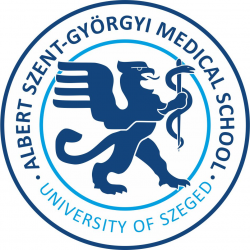 ALBERT SZENT-GYÖRGYI MEDICAL SCHOOL
UNIVERSITY OF SZEGED